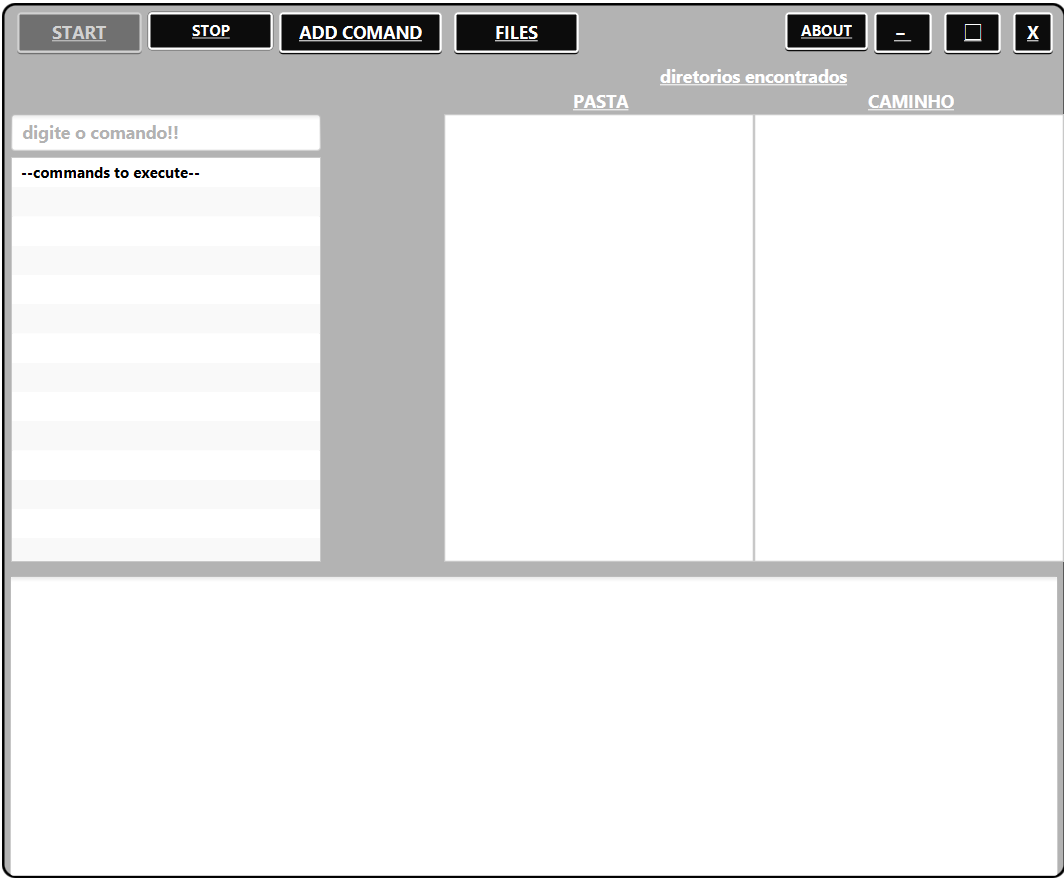 START STOP ADD COMAND FILES ABOUT – □ X
diretorios encontrados
PASTA CAMINHO
digite o comando!!
--commands to execute--